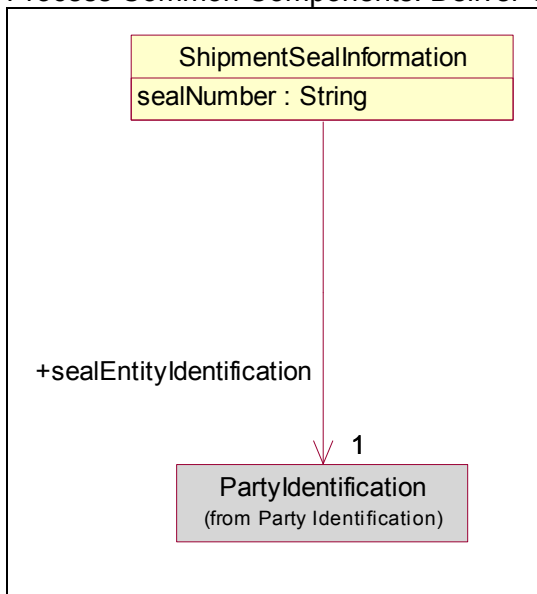 Process Common Components: Deliver
ShipmentSealInformation
sealNumber : String
+sealEntityIdentification
1
PartyIdentification
(from Party Identification)